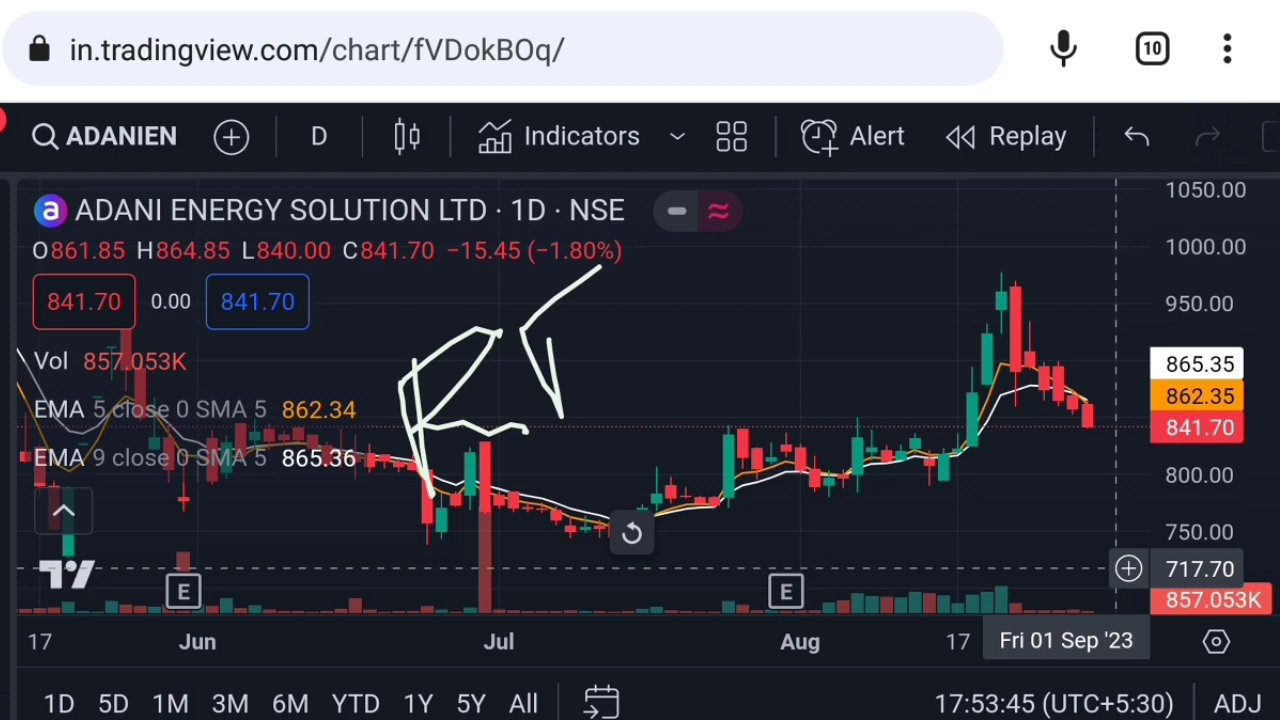 in.tradingview.com/chart/fVDokBOq/
10
ADANIEN
D
Indicators
Alert
Replay
a ADANI ENERGY SOLUTION LTD · 1D · NSE
O861.85 H864.85 L840.00 C841.70 −15.45 (−1.80%)
841.70 0.00 841.70
Vol 857.053K
EMA 5 close 0 SMA 5 862.34
EMA 9 close 0 SMA 5 865.36
1050.00
1000.00
950.00
865.35
862.35
841.70
800.00
750.00
717.70
857.053K
E
E
17 Jun Jul Aug 17 Fri 01 Sep '23
1D 5D 1M 3M 6M YTD 1Y 5Y All
17:53:45 (UTC+5:30) ADJ